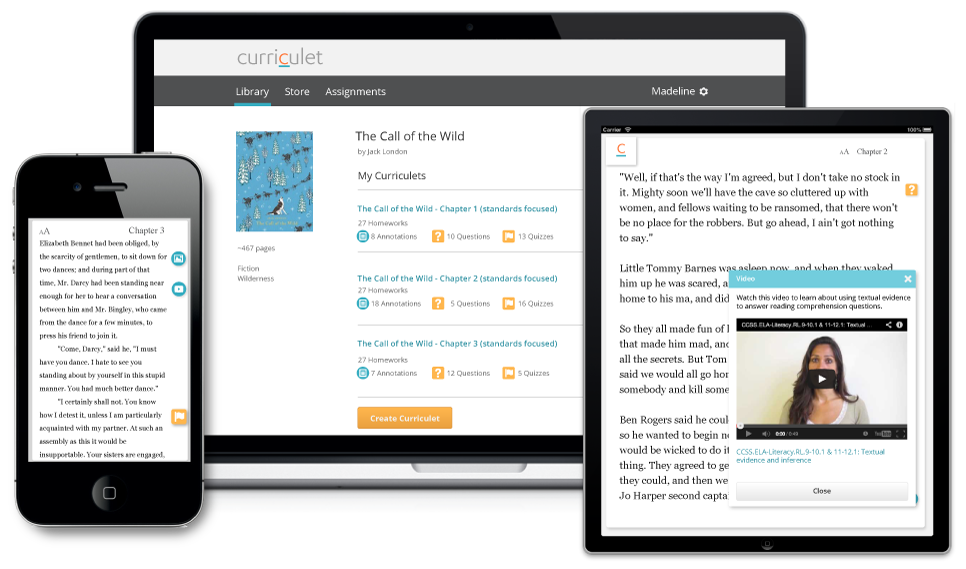 curriculet
Library Store Assignments
Madeline
The Call of the Wild
by Jack London
My Curriculets
The Call of the Wild - Chapter 1 (standards focused)
27 Homeworks
8 Annotations 10 Questions 13 Quizzes
~467 pages
Fiction
Wilderness
The Call of the Wild - Chapter 2 (standards focused)
27 Homeworks
18 Annotations 5 Questions 16 Quizzes
The Call of the Wild - Chapter 3 (standards focused)
27 Homeworks
7 Annotations 12 Questions 5 Quizzes
Create Curriculet
AA Chapter 3
Elizabeth Bennet had been obliged, by
the scarcity of gentlemen, to sit down for
two dances; and during part of that
time, Mr. Darcy had been standing near
enough for her to hear a conversation
between him and Mr. Bingley, who came
from the dance for a few minutes, to
press his friend to join it.
"Come, Darcy," said he, "I must
have you dance. I hate to see you
standing about by yourself in this stupid
manner. You had much better dance."
"I certainly shall not. You know
how I detest it, unless I am particularly
acquainted with my partner. At such an
assembly as this it would be
insupportable. Your sisters are engaged,
Carrier 100%
C
AA Chapter 2
"Well, if that's the way I'm agreed, but I don't take no stock in
it. Mighty soon we'll have the cave so cluttered up with
women, and fellows waiting to be ransomed, that there won't
be no place for the robbers. But go ahead, I ain't got nothing
to say."
Little Tommy Barnes was asleep now, and when they waked
him up he was scared, a
home to his ma, and did
So they all made fun of
that made him mad, and
all the secrets. But Tom
said we would all go hor
somebody and kill some
Ben Rogers said he coul
so he wanted to begin ne
would be wicked to do it
thing. They agreed to ge
they could, and then we
Jo Harper second capta
Video
Watch this video to learn about using textual evidence
to answer reading comprehension questions.
CCSS.ELA-Literacy.RL.9-10.1 & 11-12.1: Textual ...
0:00 / 0:45
YouTube
CCSS.ELA-Literacy.RL.9-10.1 & 11-12.1: Textual
evidence and inference
Close